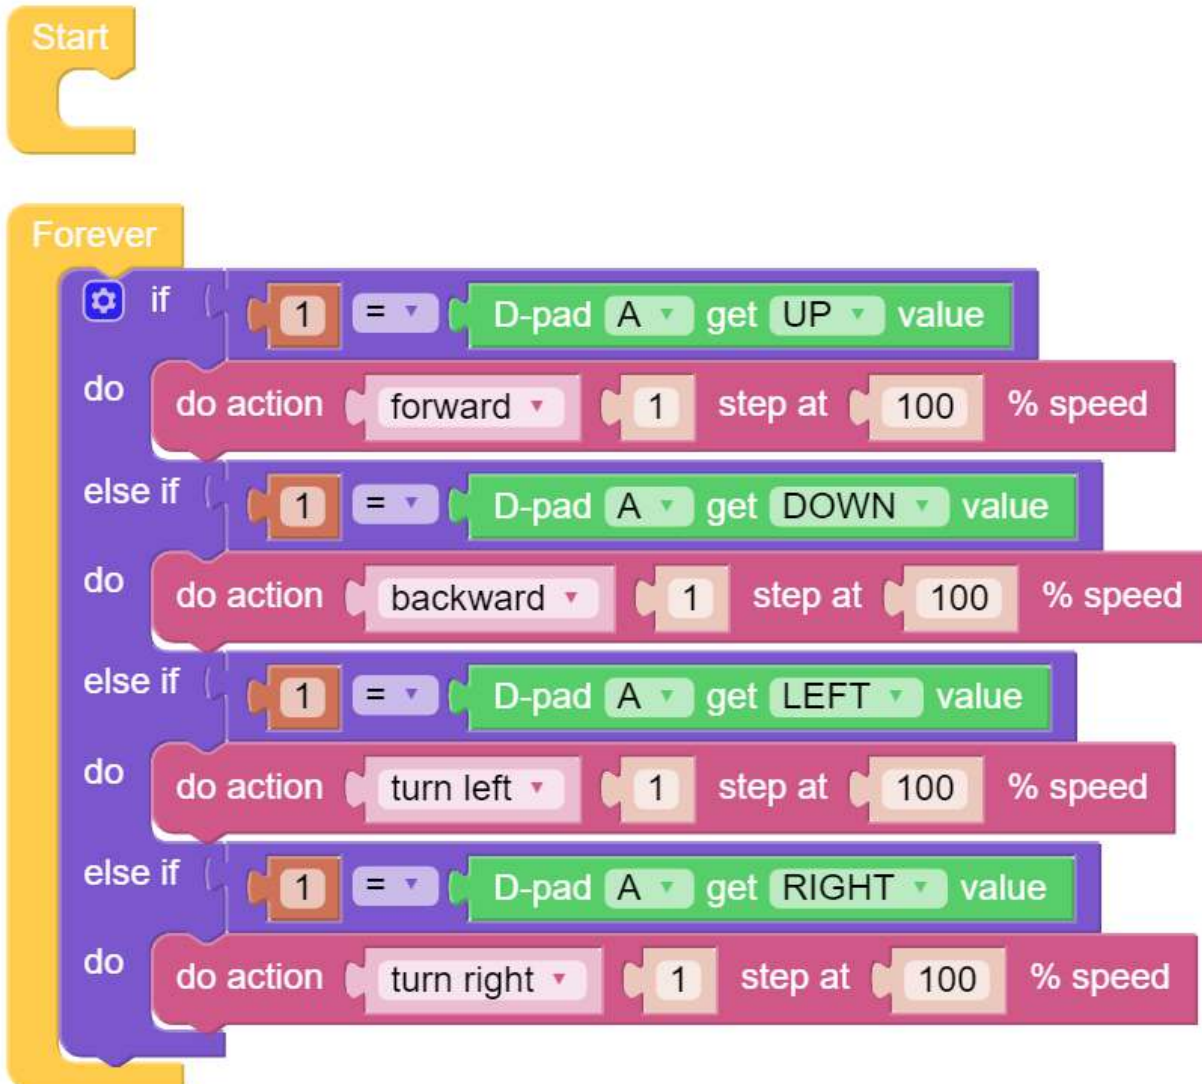 Start
Forever
if 1 = D-pad A get UP value
do do action forward 1 step at 100 % speed
else if 1 = D-pad A get DOWN value
do do action backward 1 step at 100 % speed
else if 1 = D-pad A get LEFT value
do do action turn left 1 step at 100 % speed
else if 1 = D-pad A get RIGHT value
do do action turn right 1 step at 100 % speed